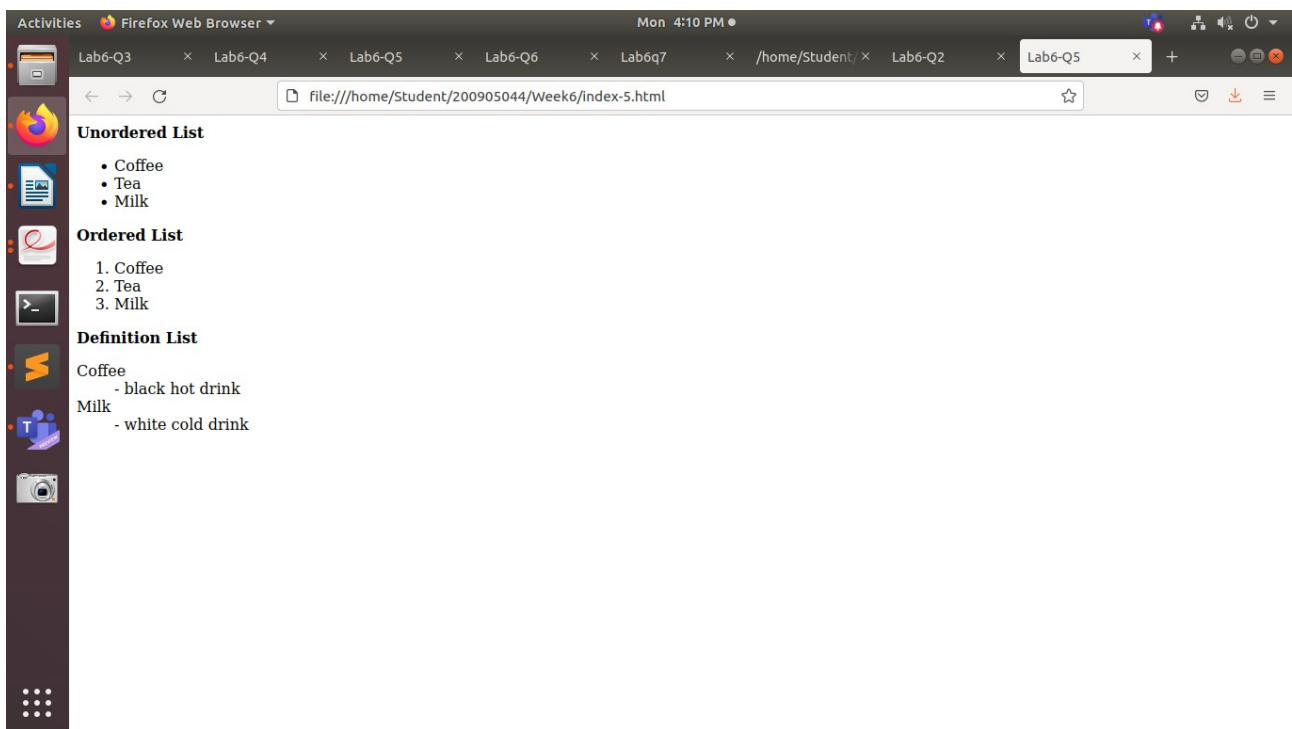 Activities Firefox Web Browser Mon 4:10 PM
Lab6-Q3 Lab6-Q4 Lab6-Q5 Lab6-Q6 Lab6q7 /home/Student/ Lab6-Q2 Lab6-Q5
file:///home/Student/200905044/Week6/index-5.html
Unordered List
• Coffee
• Tea
• Milk
Ordered List
1. Coffee
2. Tea
3. Milk
Definition List
Coffee
- black hot drink
Milk
- white cold drink